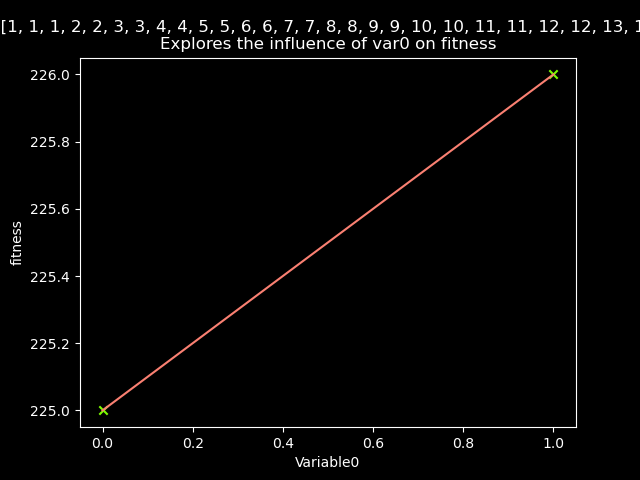 [1, 1, 1, 2, 2, 3, 3, 4, 4, 5, 5, 6, 6, 7, 7, 8, 8, 9, 9, 10, 10, 11, 11, 12, 12, 13, 1
Explores the influence of var0 on fitness
226.0
225.8
225.6
225.4
225.2
225.0
fitness
0.0 0.2 0.4 0.6 0.8 1.0
Variable0